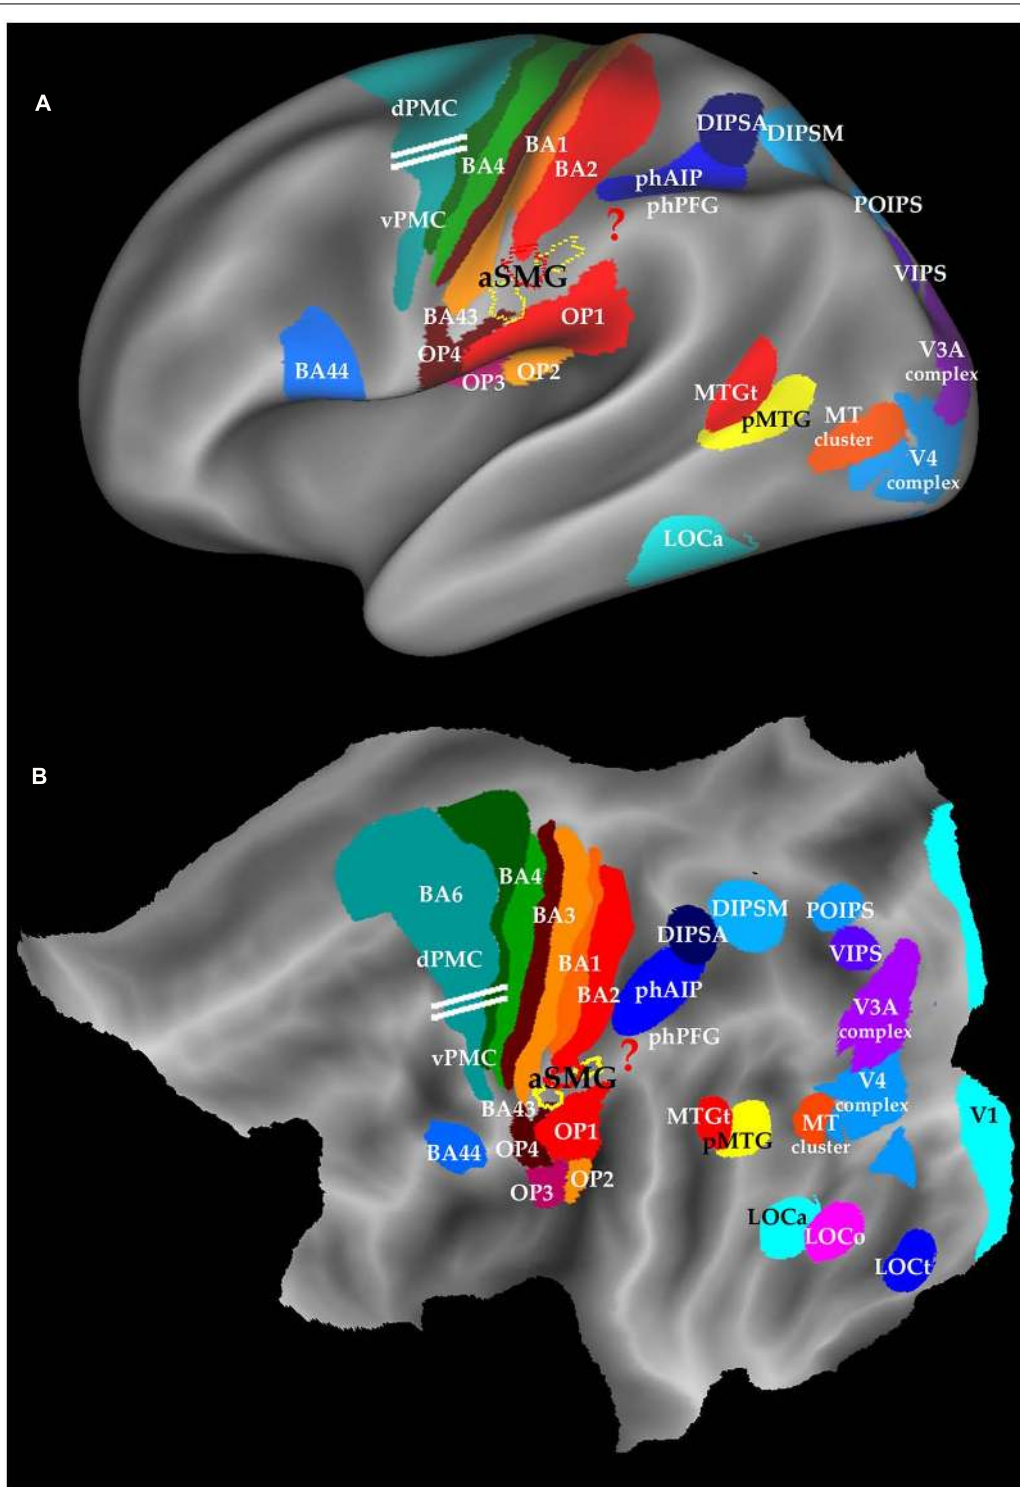 A
dPMC
BA4
BA1
BA2
DIPSA
DIPSM
phAIP
phPFG
POIPS
vPMC
?
aSMG
VIPS
BA43
OP1
OP4
OP3
OP2
BA44
V3A
complex
MTGt
pMTG
MT
cluster
V4
complex
LOCa
B
BA6
BA4
BA3
DIPSM
POIPS
DIPSA
VIPS
dPMC
BA1
BA2
phAIP
V3A
complex
phPFG
vPMC
?
aSMG
V4
complex
BA43
MTGt
pMTG
MT
cluster
V1
BA44
OP4
OP1
OP3
OP2
LOCa
LOCo
LOCt